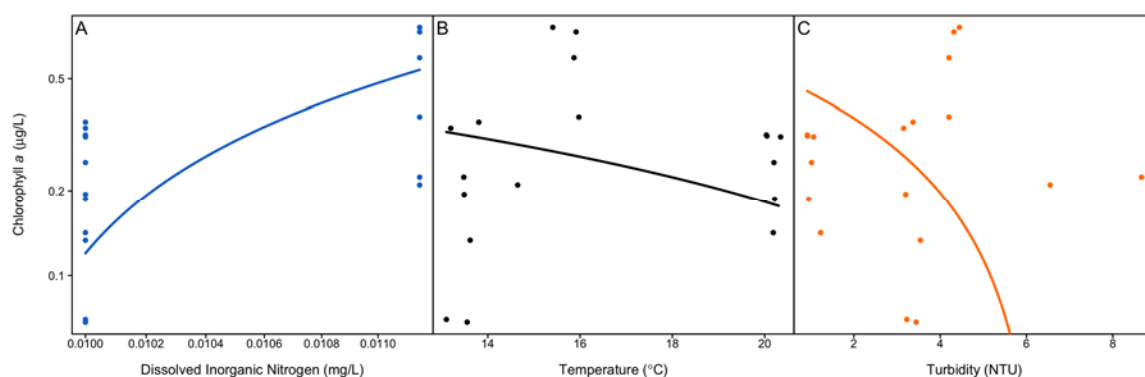 A
B
C
Chlorophyll a (µg/L)
0.5
0.2
0.1
0.0100 0.0102 0.0104 0.0106 0.0108 0.0110
14 16 18 20
2 4 6 8
Dissolved Inorganic Nitrogen (mg/L)
Temperature (°C)
Turbidity (NTU)